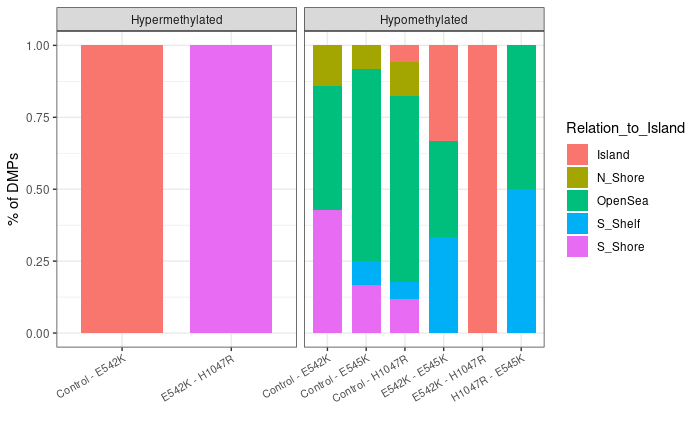 Hypermethylated
Hypomethylated
% of DMPs
1.00
0.75
0.50
0.25
0.00
Control - E542K
E542K - H1047R
Control - E542K
Control - E545K
Control - H1047R
E542K - E545K
E542K - H1047R
H1047R - E545K
Relation_to_Island
Island
N_Shore
OpenSea
S_Shelf
S_Shore